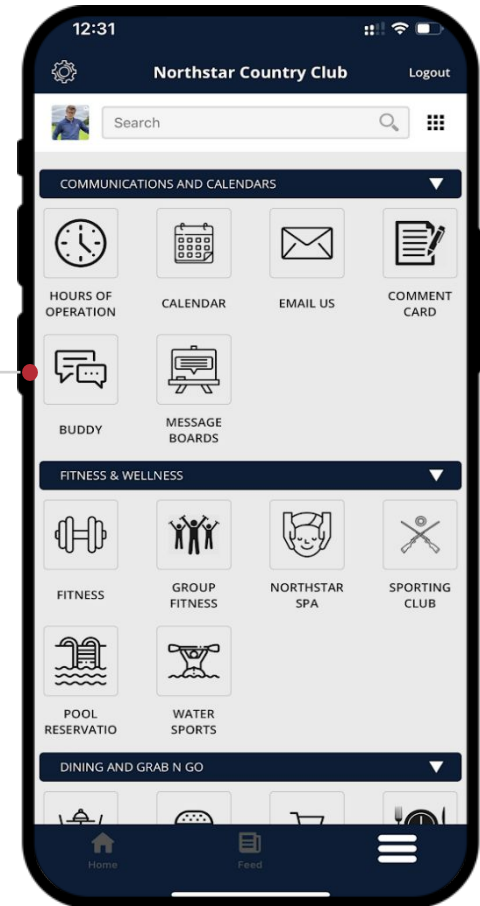 12:31
Northstar Country Club
Logout
Search
COMMUNICATIONS AND CALENDARS
HOURS OF
OPERATION
CALENDAR
EMAIL US
COMMENT
CARD
BUDDY
MESSAGE
BOARDS
FITNESS & WELLNESS
FITNESS
GROUP
FITNESS
NORTHSTAR
SPA
SPORTING
CLUB
POOL
RESERVATIO
WATER
SPORTS
DINING AND GRAB N GO
Home
Feed